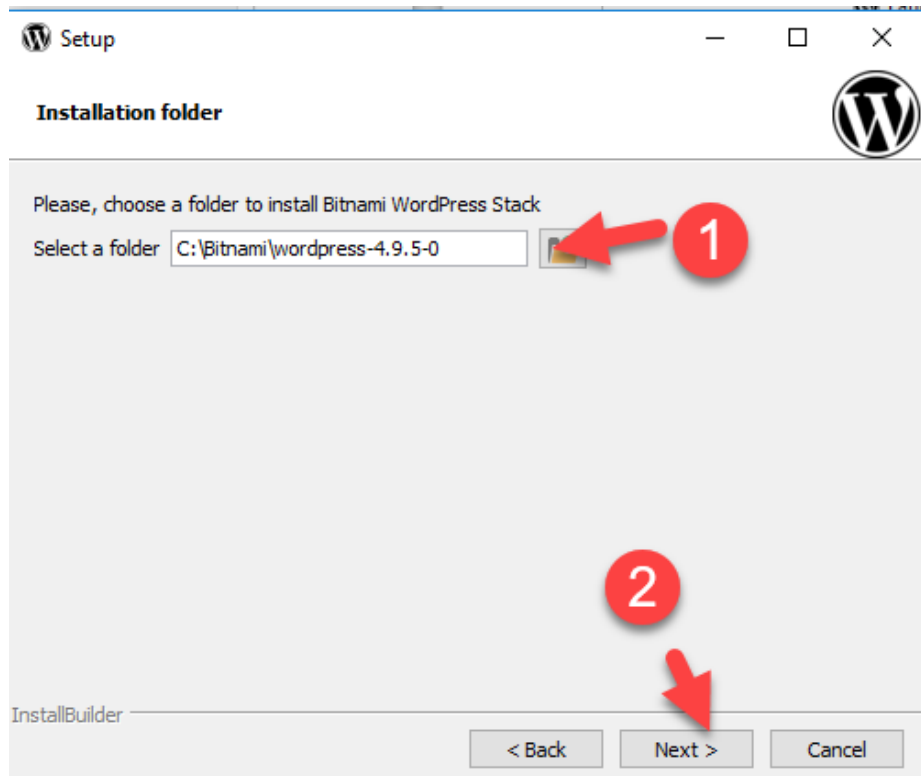 Setup
Installation folder
Please, choose a folder to install Bitnami WordPress Stack
Select a folder C:\Bitnami\wordpress-4.9.5-0
1
2
InstallBuilder
< Back Next > Cancel